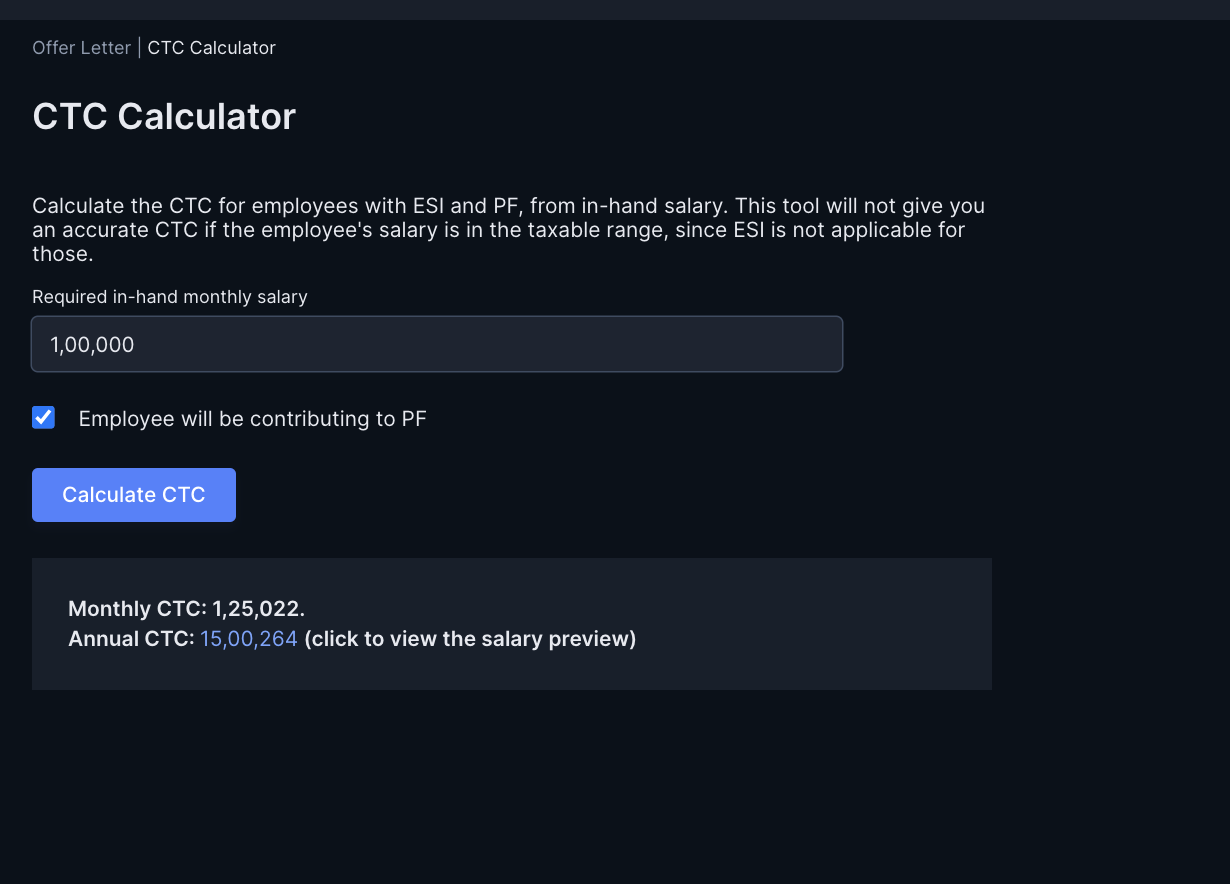 Offer Letter | CTC Calculator
CTC Calculator
Calculate the CTC for employees with ESI and PF, from in-hand salary. This tool will not give you
an accurate CTC if the employee's salary is in the taxable range, since ESI is not applicable for
those.
Required in-hand monthly salary
1,00,000
Employee will be contributing to PF
Calculate CTC
Monthly CTC: 1,25,022.
Annual CTC: 15,00,264 (click to view the salary preview)